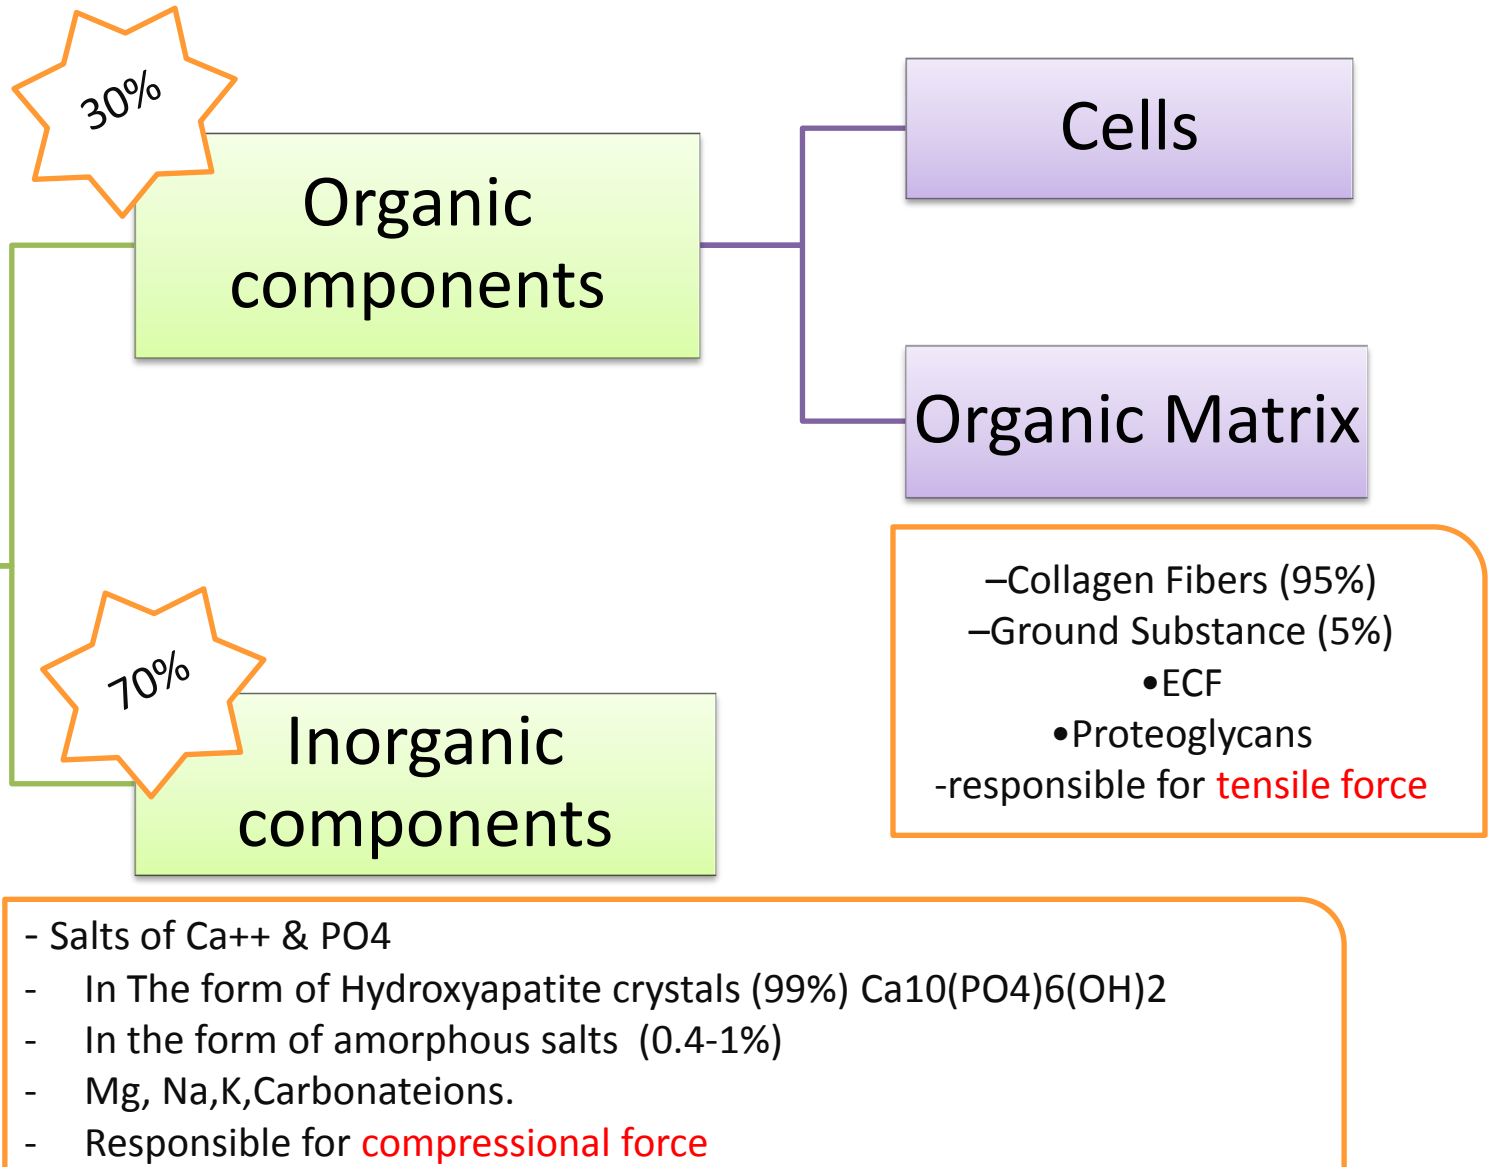 30%
Organic
components
Cells
Organic Matrix
–Collagen Fibers (95%)
–Ground Substance (5%)
•ECF
•Proteoglycans
-responsible for tensile force
70%
Inorganic
components
- Salts of Ca++ & PO4
- In The form of Hydroxyapatite crystals (99%) Ca10(PO4)6(OH)2
- In the form of amorphous salts (0.4-1%)
- Mg, Na,K,Carbonateions.
- Responsible for compressional force